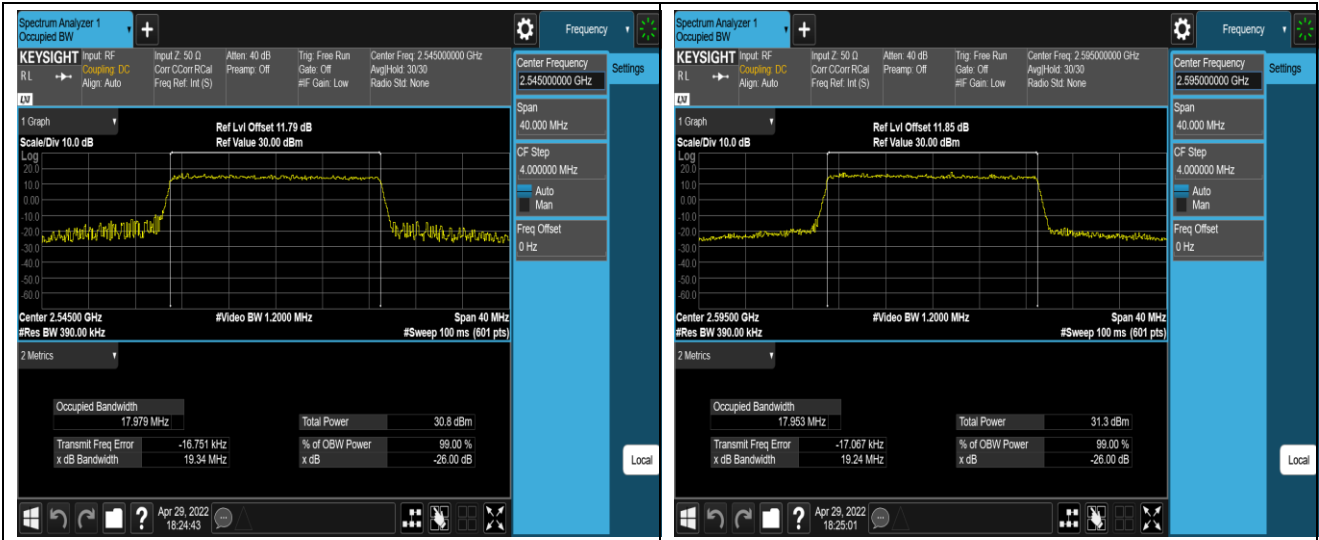 Spectrum Analyzer 1
Occupied BW
Frequency
KEYSIGHT Input: RF Input Z: 50 Ω Atten: 40 dB Trig: Free Run Center Freq: 2.545000000 GHz
R L Coupling: DC Corr CCorr RCal Preamp: Off Gate: Off Avg|Hold: 30/30
Align: Auto Freq Ref: Int (S) #IF Gain: Low Radio Std: None
LXI
Center Frequency
2.545000000 GHz
Settings
Span
40.000 MHz
CF Step
4.000000 MHz
Auto
Man
Freq Offset
0 Hz
1 Graph
Ref Lvl Offset 11.79 dB
Scale/Div 10.0 dB Ref Value 30.00 dBm
Log
20.0
10.0
0.00
-10.0
-20.0
-30.0
-40.0
-50.0
-60.0
Center 2.54500 GHz #Video BW 1.2000 MHz Span 40 MHz
#Res BW 390.00 kHz #Sweep 100 ms (601 pts)
2 Metrics
Occupied Bandwidth
17.979 MHz Total Power 30.8 dBm
Transmit Freq Error -16.751 kHz % of OBW Power 99.00 %
x dB Bandwidth 19.34 MHz x dB -26.00 dB
Local
Apr 29, 2022
18:24:43
Spectrum Analyzer 1
Occupied BW
Frequency
KEYSIGHT Input: RF Input Z: 50 Ω Atten: 40 dB Trig: Free Run Center Freq: 2.595000000 GHz
R L Coupling: DC Corr CCorr RCal Preamp: Off Gate: Off Avg|Hold: 30/30
Align: Auto Freq Ref: Int (S) #IF Gain: Low Radio Std: None
LXI
Center Frequency
2.595000000 GHz
Settings
Span
40.000 MHz
CF Step
4.000000 MHz
Auto
Man
Freq Offset
0 Hz
1 Graph
Ref Lvl Offset 11.85 dB
Scale/Div 10.0 dB Ref Value 30.00 dBm
Log
20.0
10.0
0.00
-10.0
-20.0
-30.0
-40.0
-50.0
-60.0
Center 2.59500 GHz #Video BW 1.2000 MHz Span 40 MHz
#Res BW 390.00 kHz #Sweep 100 ms (601 pts)
2 Metrics
Occupied Bandwidth
17.953 MHz Total Power 31.3 dBm
Transmit Freq Error -17.067 kHz % of OBW Power 99.00 %
x dB Bandwidth 19.24 MHz x dB -26.00 dB
Local
Apr 29, 2022
18:25:01